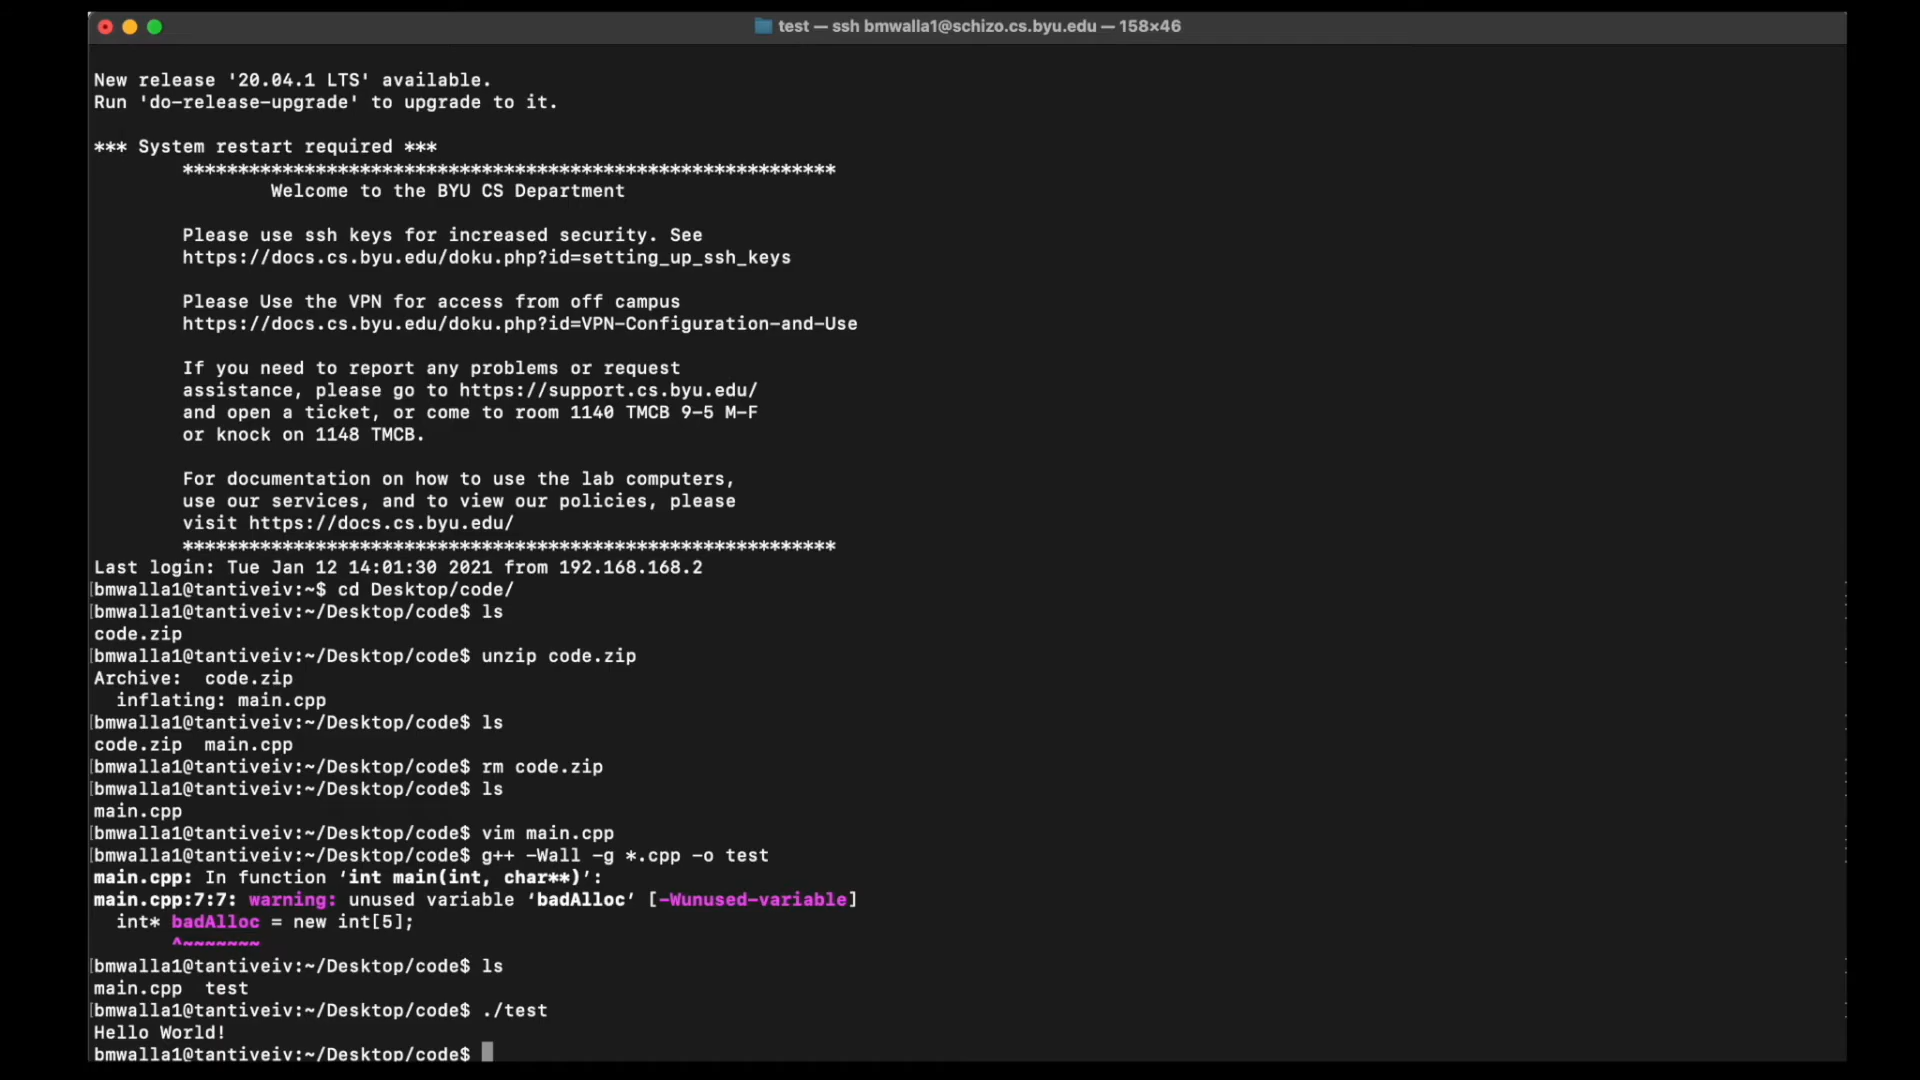 test — ssh bmwalla1@schizo.cs.byu.edu — 158×46
New release '20.04.1 LTS' available.
Run 'do-release-upgrade' to upgrade to it.
*** System restart required ***
***********************************************************
Welcome to the BYU CS Department
Please use ssh keys for increased security. See
https://docs.cs.byu.edu/doku.php?id=setting_up_ssh_keys
Please Use the VPN for access from off campus
https://docs.cs.byu.edu/doku.php?id=VPN-Configuration-and-Use
If you need to report any problems or request
assistance, please go to https://support.cs.byu.edu/
and open a ticket, or come to room 1140 TMCB 9-5 M-F
or knock on 1148 TMCB.
For documentation on how to use the lab computers,
use our services, and to view our policies, please
visit https://docs.cs.byu.edu/
***********************************************************
Last login: Tue Jan 12 14:01:30 2021 from 192.168.168.2
[bmwalla1@tantiveiv:~$ cd Desktop/code/
[bmwalla1@tantiveiv:~/Desktop/code$ ls
code.zip
[bmwalla1@tantiveiv:~/Desktop/code$ unzip code.zip
Archive:  code.zip
  inflating: main.cpp
[bmwalla1@tantiveiv:~/Desktop/code$ ls
code.zip  main.cpp
[bmwalla1@tantiveiv:~/Desktop/code$ rm code.zip
[bmwalla1@tantiveiv:~/Desktop/code$ ls
main.cpp
[bmwalla1@tantiveiv:~/Desktop/code$ vim main.cpp
[bmwalla1@tantiveiv:~/Desktop/code$ g++ -Wall -g *.cpp -o test
main.cpp: In function ‘int main(int, char**)’:
main.cpp:7:7: warning: unused variable ‘badAlloc’ [-Wunused-variable]
  int* badAlloc = new int[5];
       ^~~~~~~~
[bmwalla1@tantiveiv:~/Desktop/code$ ls
main.cpp  test
[bmwalla1@tantiveiv:~/Desktop/code$ ./test
Hello World!
bmwalla1@tantiveiv:~/Desktop/code$